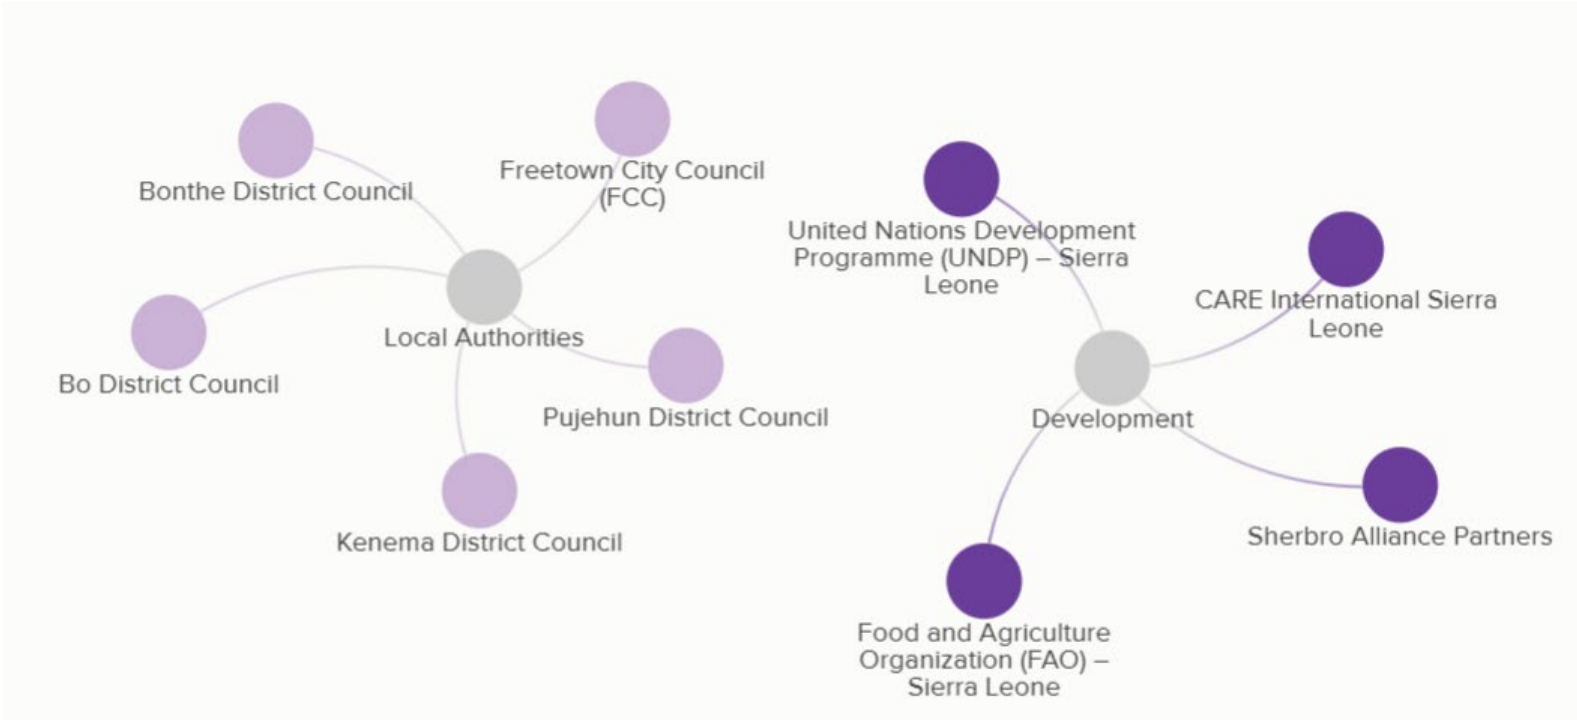 Bonthe District Council
Freetown City Council
(FCC)
Local Authorities
Bo District Council
Pujehun District Council
Kenema District Council
United Nations Development
Programme (UNDP) – Sierra
Leone
CARE International Sierra
Leone
Development
Sherbro Alliance Partners
Food and Agriculture
Organization (FAO) –
Sierra Leone